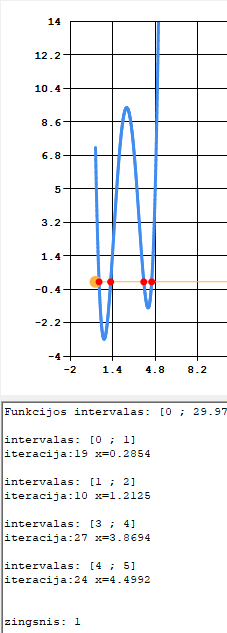 14
12.2
10.4
8.6
6.8
5
3.2
1.4
-0.4
-2.2
-4
-2 1.4 4.8 8.2
Funkcijos intervalas: [0 ; 29.97
intervalas: [0 ; 1]
iteracija:19 x=0.2854
intervalas: [1 ; 2]
iteracija:10 x=1.2125
intervalas: [3 ; 4]
iteracija:27 x=3.8694
intervalas: [4 ; 5]
iteracija:24 x=4.4992
zingsnis: 1